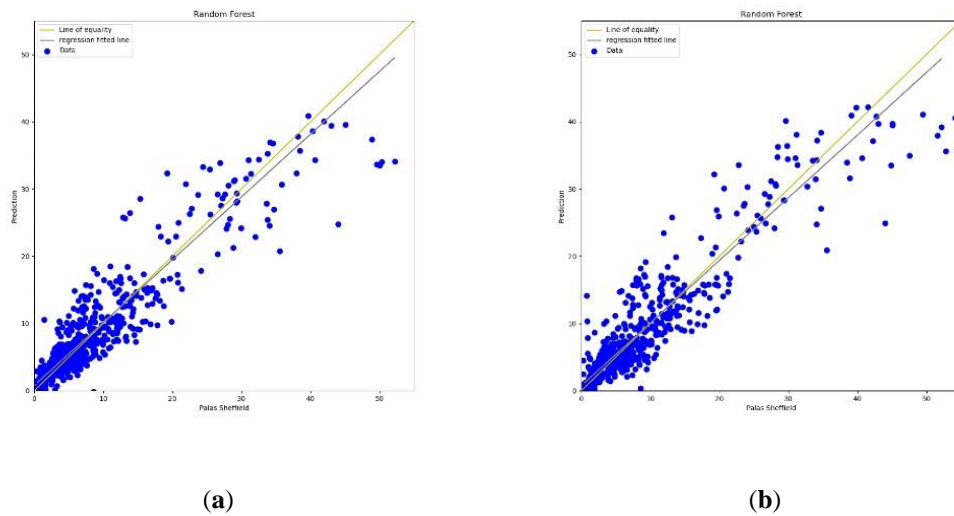 Random Forest
Line of equality
regression fitted line
Data
50
40
30
20
10
0
Prediction
0 10 20 30 40 50
Palas Sheffield
(a)
Random Forest
Line of equality
regression fitted line
Data
50
40
30
20
10
0
Prediction
0 10 20 30 40 50
Palas Sheffield
(b)